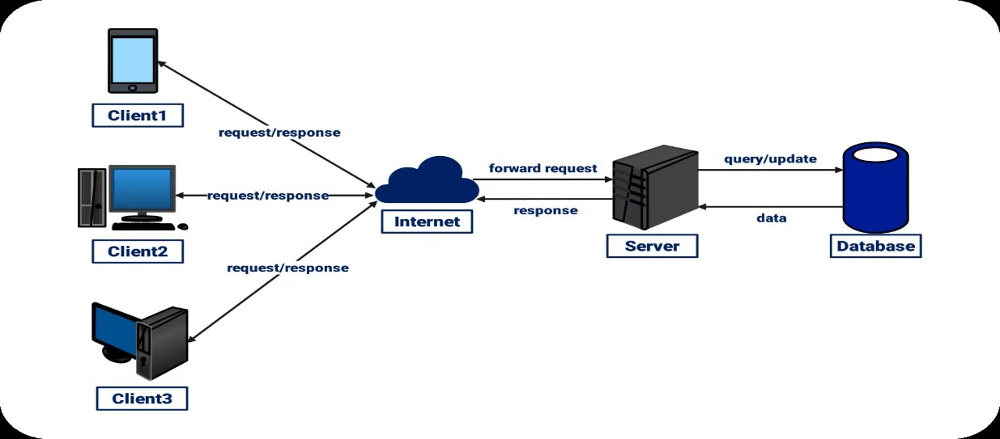 Client1
request/response
request/response
Client2
request/response
Client3
Internet
forward request
response
Server
query/update
data
Database